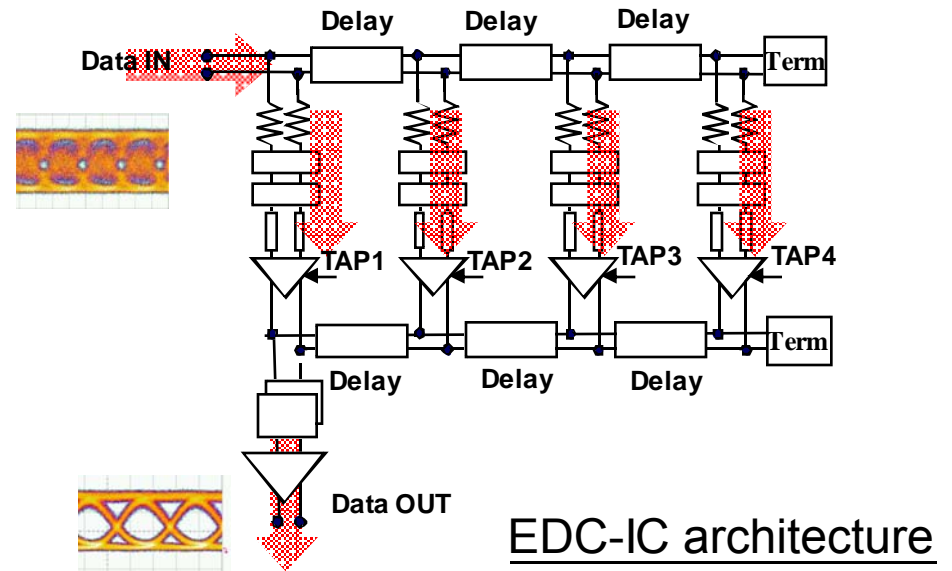 Delay Delay Delay
Data IN
Term
TAP1 TAP2 TAP3 TAP4
Term
Delay Delay Delay
Data OUT
EDC-IC architecture